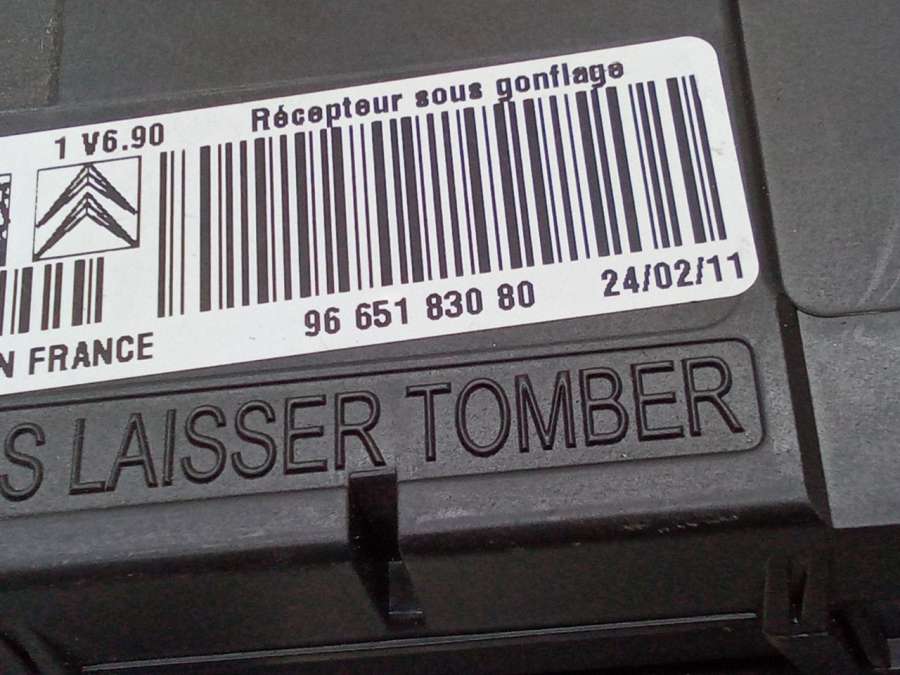 1 V6.90
Récepteur sous gonflage
96 651 830 80
24/02/11
N FRANCE
S LAISSER TOMBER